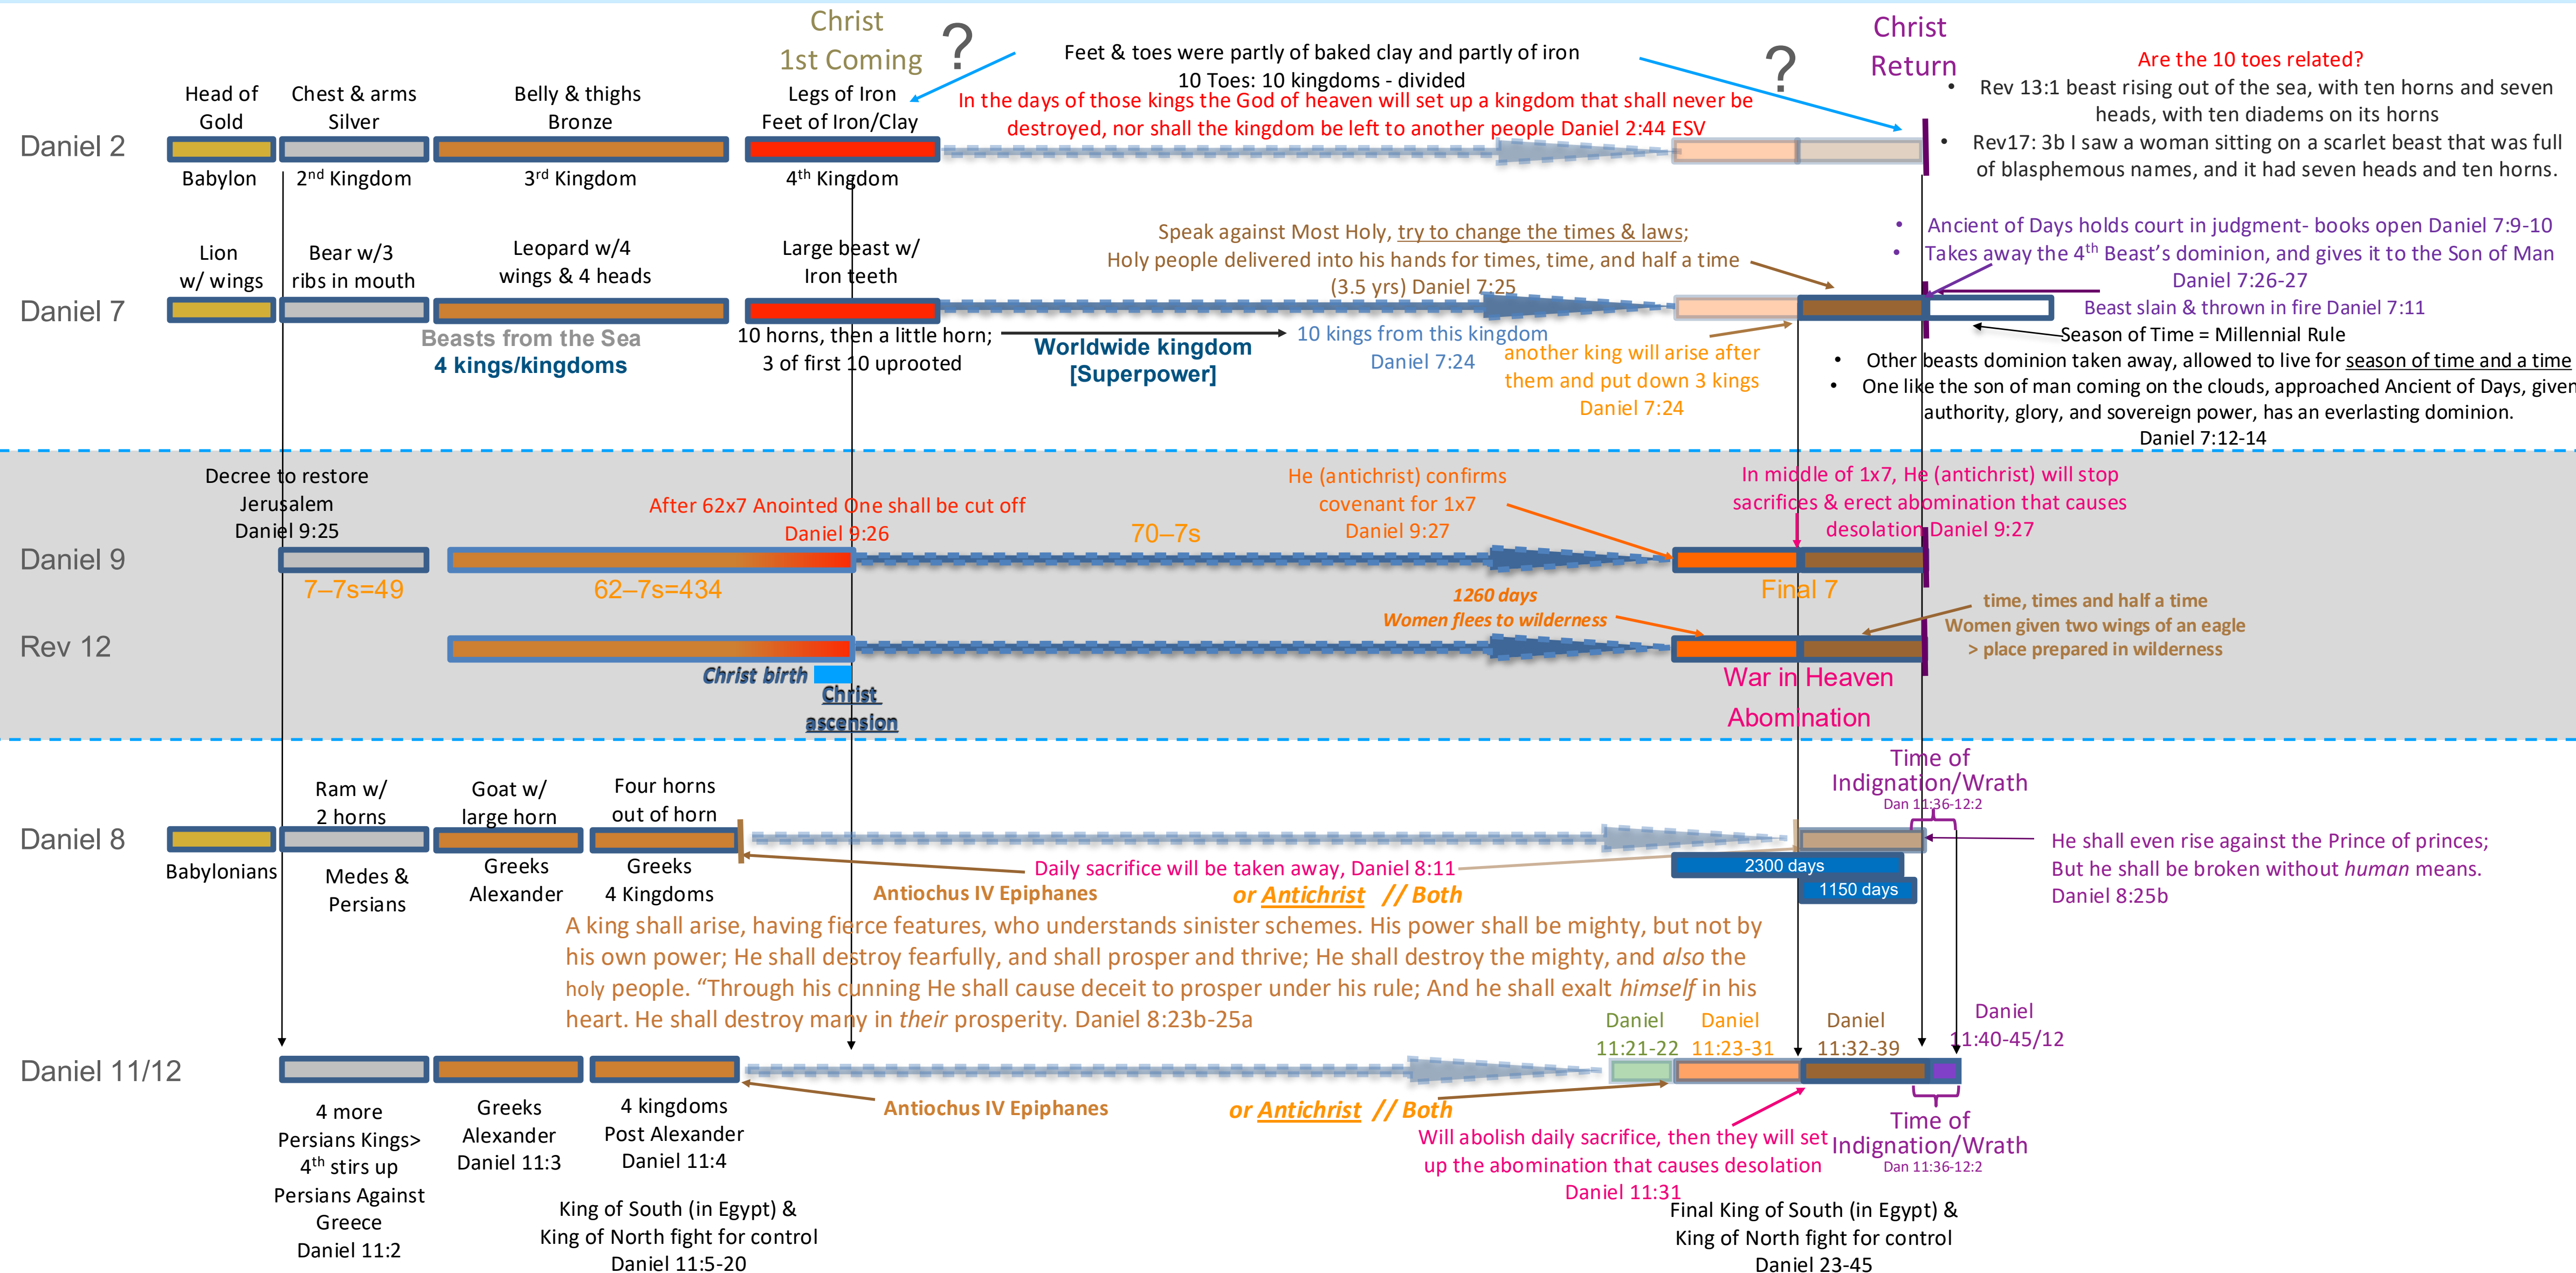 Christ
1st Coming
?
Feet & toes were partly of baked clay and partly of iron
10 Toes: 10 kingdoms - divided
In the days of those kings the God of heaven will set up a kingdom that shall never be
destroyed, nor shall the kingdom be left to another people Daniel 2:44 ESV
?
Christ
Return
Are the 10 toes related?
• Rev 13:1 beast rising out of the sea, with ten horns and seven
heads, with ten diadems on its horns
• Rev17: 3b I saw a woman sitting on a scarlet beast that was full
of blasphemous names, and it had seven heads and ten horns.
Daniel 2
Head of
Gold
Babylon
Chest & arms
Silver
2nd Kingdom
Belly & thighs
Bronze
3rd Kingdom
Legs of Iron
Feet of Iron/Clay
4th Kingdom
Daniel 7
Lion
w/ wings
Bear w/3
ribs in mouth
Leopard w/4
wings & 4 heads
Large beast w/
Iron teeth
Beasts from the Sea
4 kings/kingdoms
10 horns, then a little horn;
3 of first 10 uprooted
Worldwide kingdom
[Superpower]
Speak against Most Holy, try to change the times & laws;
Holy people delivered into his hands for times, time, and half a time
(3.5 yrs) Daniel 7:25
10 kings from this kingdom
Daniel 7:24
another king will arise after
them and put down 3 kings
Daniel 7:24
• Ancient of Days holds court in judgment- books open Daniel 7:9-10
• Takes away the 4th Beast's dominion, and gives it to the Son of Man
Daniel 7:26-27
Beast slain & thrown in fire Daniel 7:11
Season of Time = Millennial Rule
• Other beasts dominion taken away, allowed to live for season of time and a time
• One like the son of man coming on the clouds, approached Ancient of Days, given
authority, glory, and sovereign power, has an everlasting dominion.
Daniel 7:12-14
Daniel 9
Decree to restore
Jerusalem
Daniel 9:25
7–7s=49
62–7s=434
After 62x7 Anointed One shall be cut off
Daniel 9:26
70–7s
He (antichrist) confirms
covenant for 1x7
Daniel 9:27
In middle of 1x7, He (antichrist) will stop
sacrifices & erect abomination that causes
desolation Daniel 9:27
Final 7
Rev 12
Christ birth
Christ
ascension
1260 days
Women flees to wilderness
time, times and half a time
Women given two wings of an eagle
> place prepared in wilderness
War in Heaven
Abomination
Daniel 8
Babylonians
Ram w/
2 horns
Medes &
Persians
Goat w/
large horn
Greeks
Alexander
Four horns
out of horn
Greeks
4 Kingdoms
Daily sacrifice will be taken away, Daniel 8:11
Antiochus IV Epiphanes
or Antichrist // Both
Time of
Indignation/Wrath
Dan 11:36-12:2
2300 days
1150 days
He shall even rise against the Prince of princes;
But he shall be broken without human means.
Daniel 8:25b
A king shall arise, having fierce features, who understands sinister schemes. His power shall be mighty, but not by
his own power; He shall destroy fearfully, and shall prosper and thrive; He shall destroy the mighty, and also the
holy people. “Through his cunning He shall cause deceit to prosper under his rule; And he shall exalt himself in his
heart. He shall destroy many in their prosperity. Daniel 8:23b-25a
Daniel 11/12
4 more
Persians Kings>
4th stirs up
Persians Against
Greece
Daniel 11:2
Greeks
Alexander
Daniel 11:3
4 kingdoms
Post Alexander
Daniel 11:4
King of South (in Egypt) &
King of North fight for control
Daniel 11:5-20
Antiochus IV Epiphanes
or Antichrist // Both
Daniel
11:21-22
Daniel
11:23-31
Daniel
11:32-39
Daniel
11:40-45/12
Will abolish daily sacrifice, then they will set
up the abomination that causes desolation
Daniel 11:31
Time of
Indignation/Wrath
Dan 11:36-12:2
Final King of South (in Egypt) &
King of North fight for control
Daniel 23-45